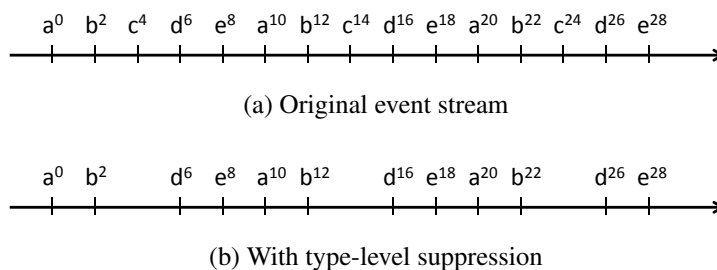 a⁰ b² c⁴ d⁶ e⁸ a¹⁰ b¹² c¹⁴ d¹⁶ e¹⁸ a²⁰ b²² c²⁴ d²⁶ e²⁸
(a) Original event stream
a⁰ b² d⁶ e⁸ a¹⁰ b¹² d¹⁶ e¹⁸ a²⁰ b²² d²⁶ e²⁸
(b) With type-level suppression